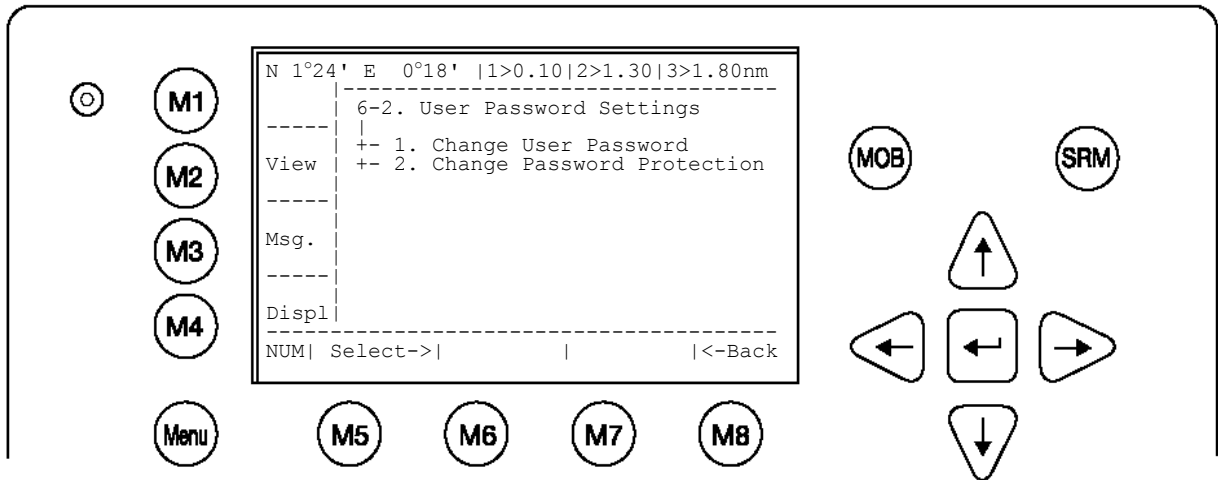 N 1°24' E 0°18' |1>0.10|2>1.30|3>1.80nm
6-2. User Password Settings
+- 1. Change User Password
View
+- 2. Change Password Protection
Msg.
Displ
NUM| Select->| | |<-Back
M1
M2
M3
M4
Menu
M5
M6
M7
M8
MOB
SRM